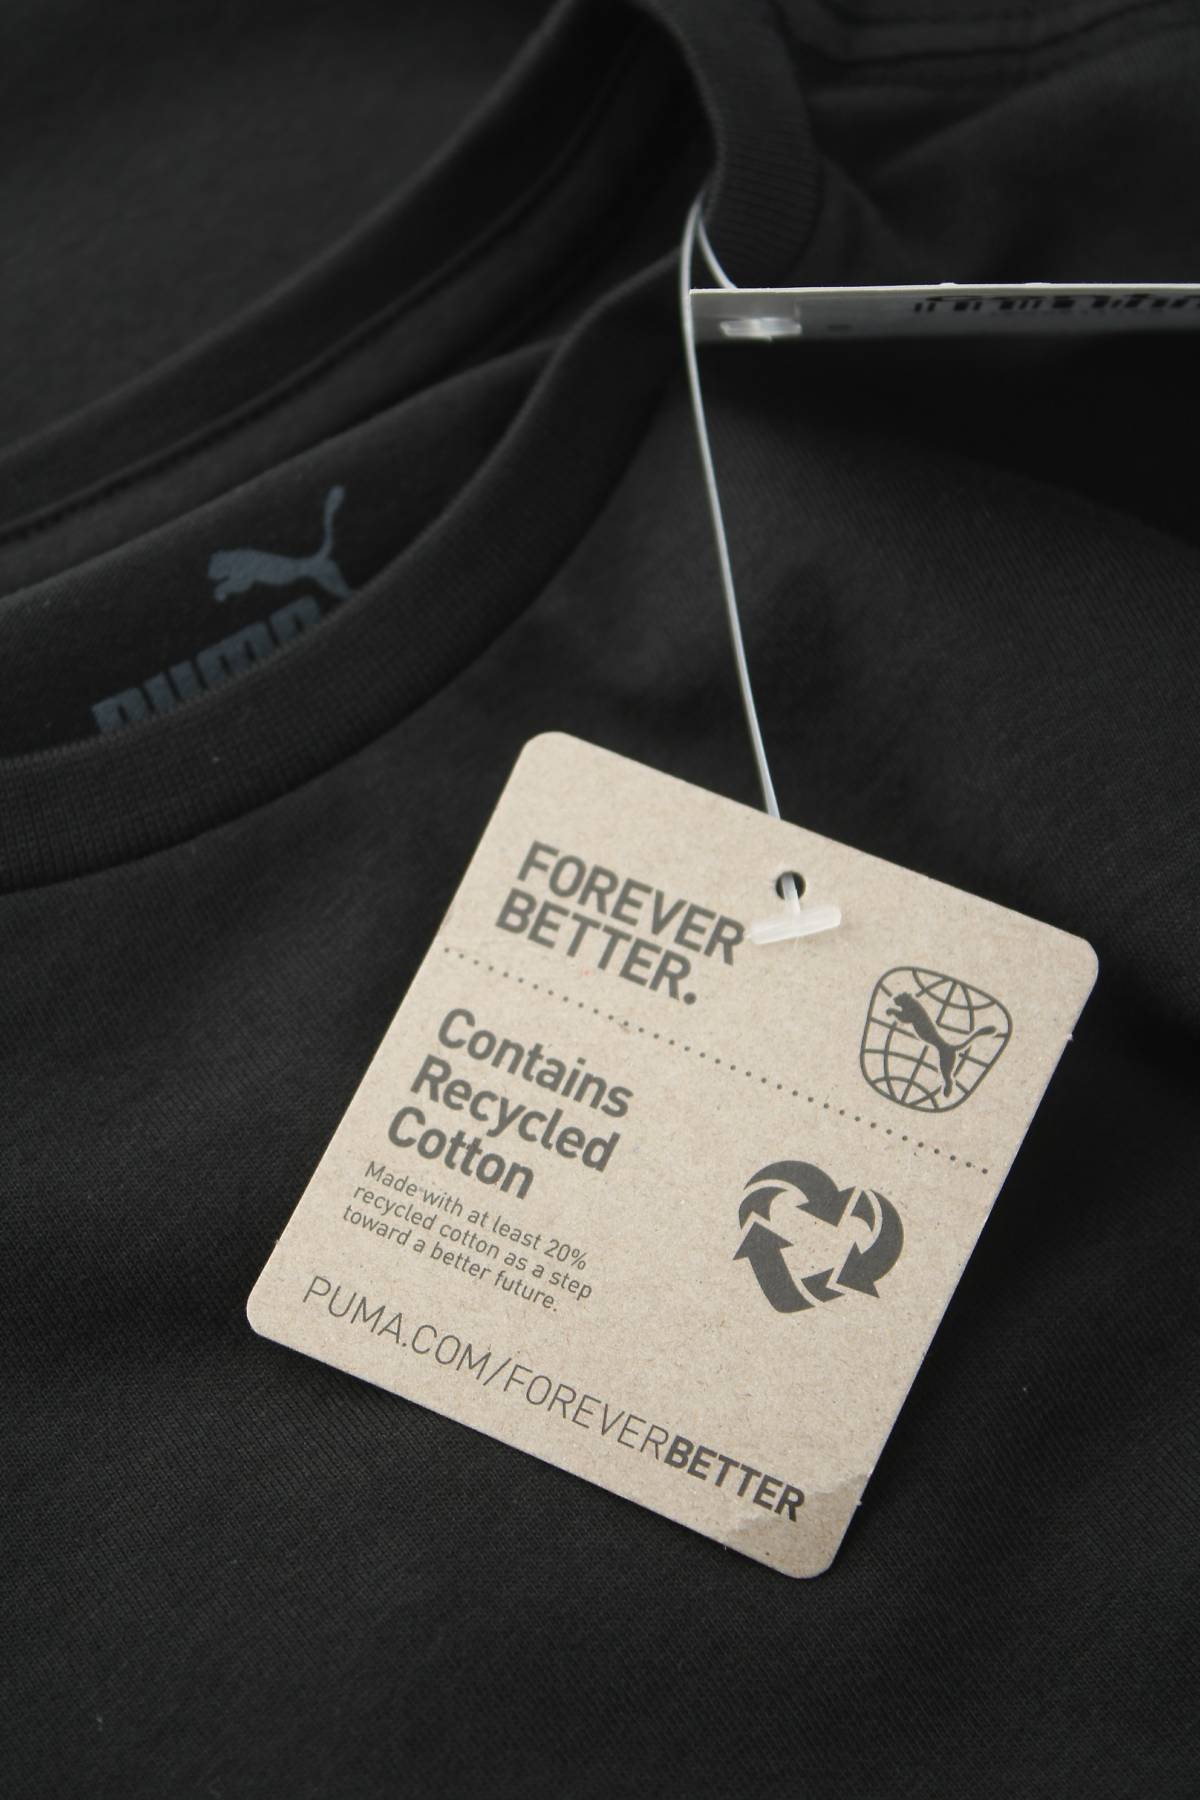 PUMA
FOREVER
BETTER.
Contains
Recycled
Cotton
Made with at least 20%
recycled cotton as a step
toward a better future.
PUMA.COM/FOREVERBETTER